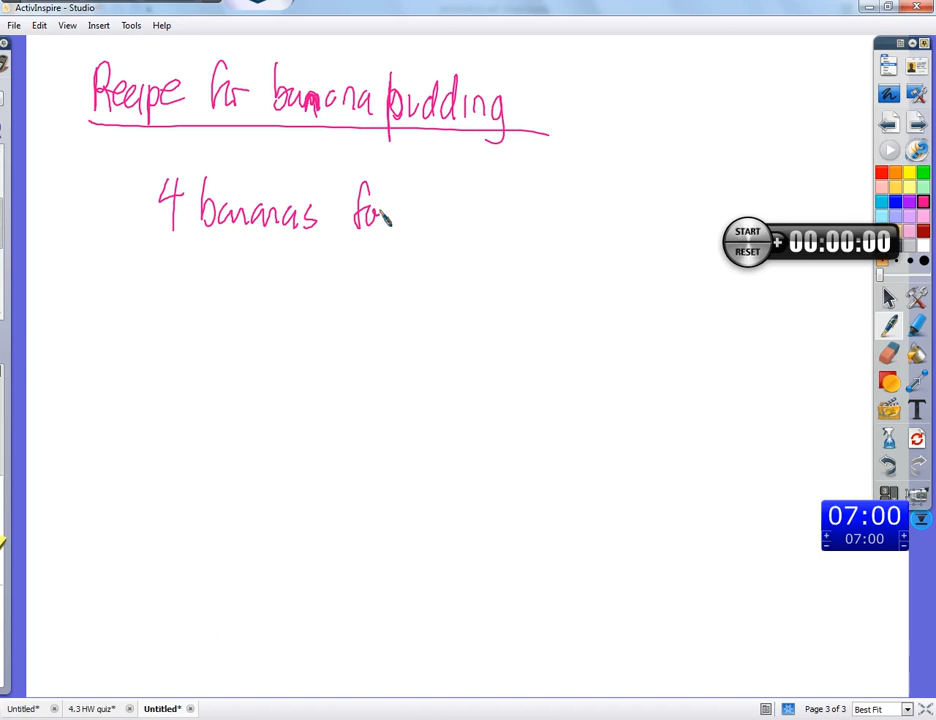 ActivInspire - Studio
File Edit View Insert Tools Help
Recipe for banana pudding
4 bananas fo
START
RESET
00:00:00
07:00
07:00
Untitled* 4.3 HW quiz* Untitled* Page 3 of 3 Best Fit